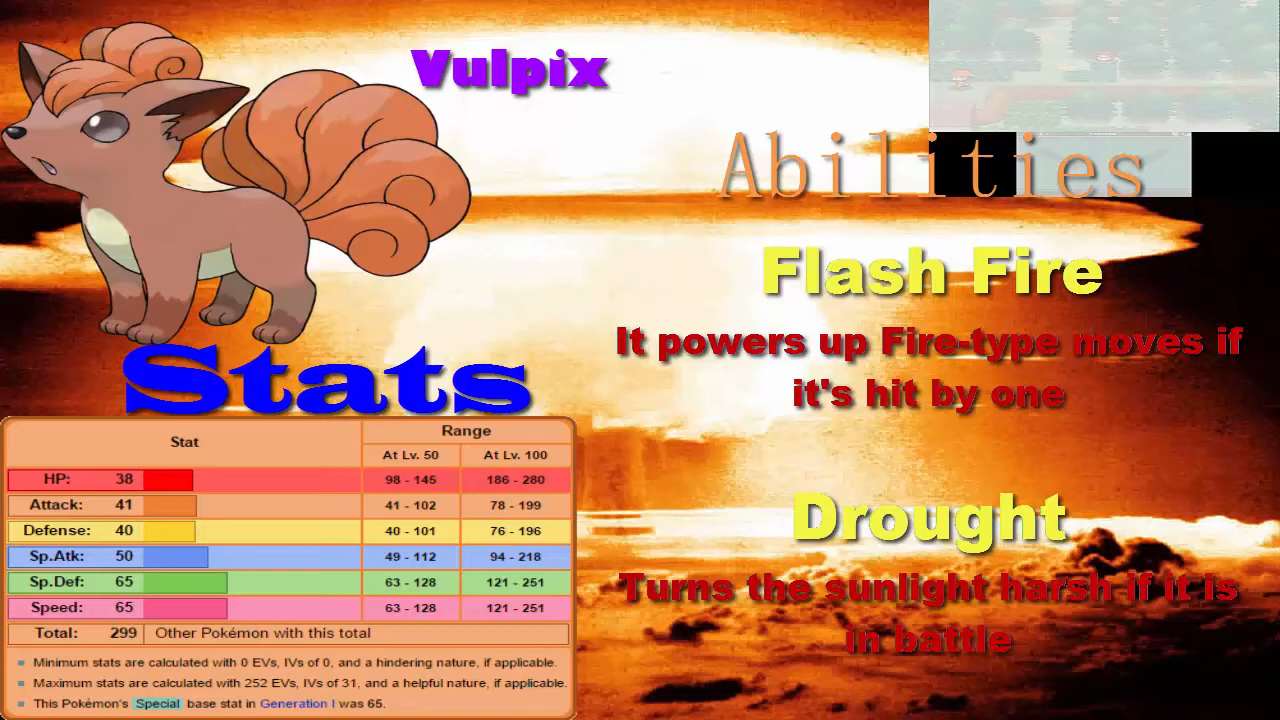 Vulpix
Abilities
Flash Fire
It powers up Fire-type moves if
it's hit by one
Drought
Turns the sunlight harsh if it is
in battle
Stats
Stat Range
At Lv. 50 At Lv. 100
HP: 38 98 - 145 186 - 280
Attack: 41 41 - 102 78 - 199
Defense: 40 40 - 101 76 - 196
Sp.Atk: 50 49 - 112 94 - 218
Sp.Def: 65 63 - 128 121 - 251
Speed: 65 63 - 128 121 - 251
Total: 299 Other Pokémon with this total
Minimum stats are calculated with 0 EVs, IVs of 0, and a hindering nature, if applicable.
Maximum stats are calculated with 252 EVs, IVs of 31, and a helpful nature, if applicable.
This Pokémon's Special base stat in Generation I was 65.